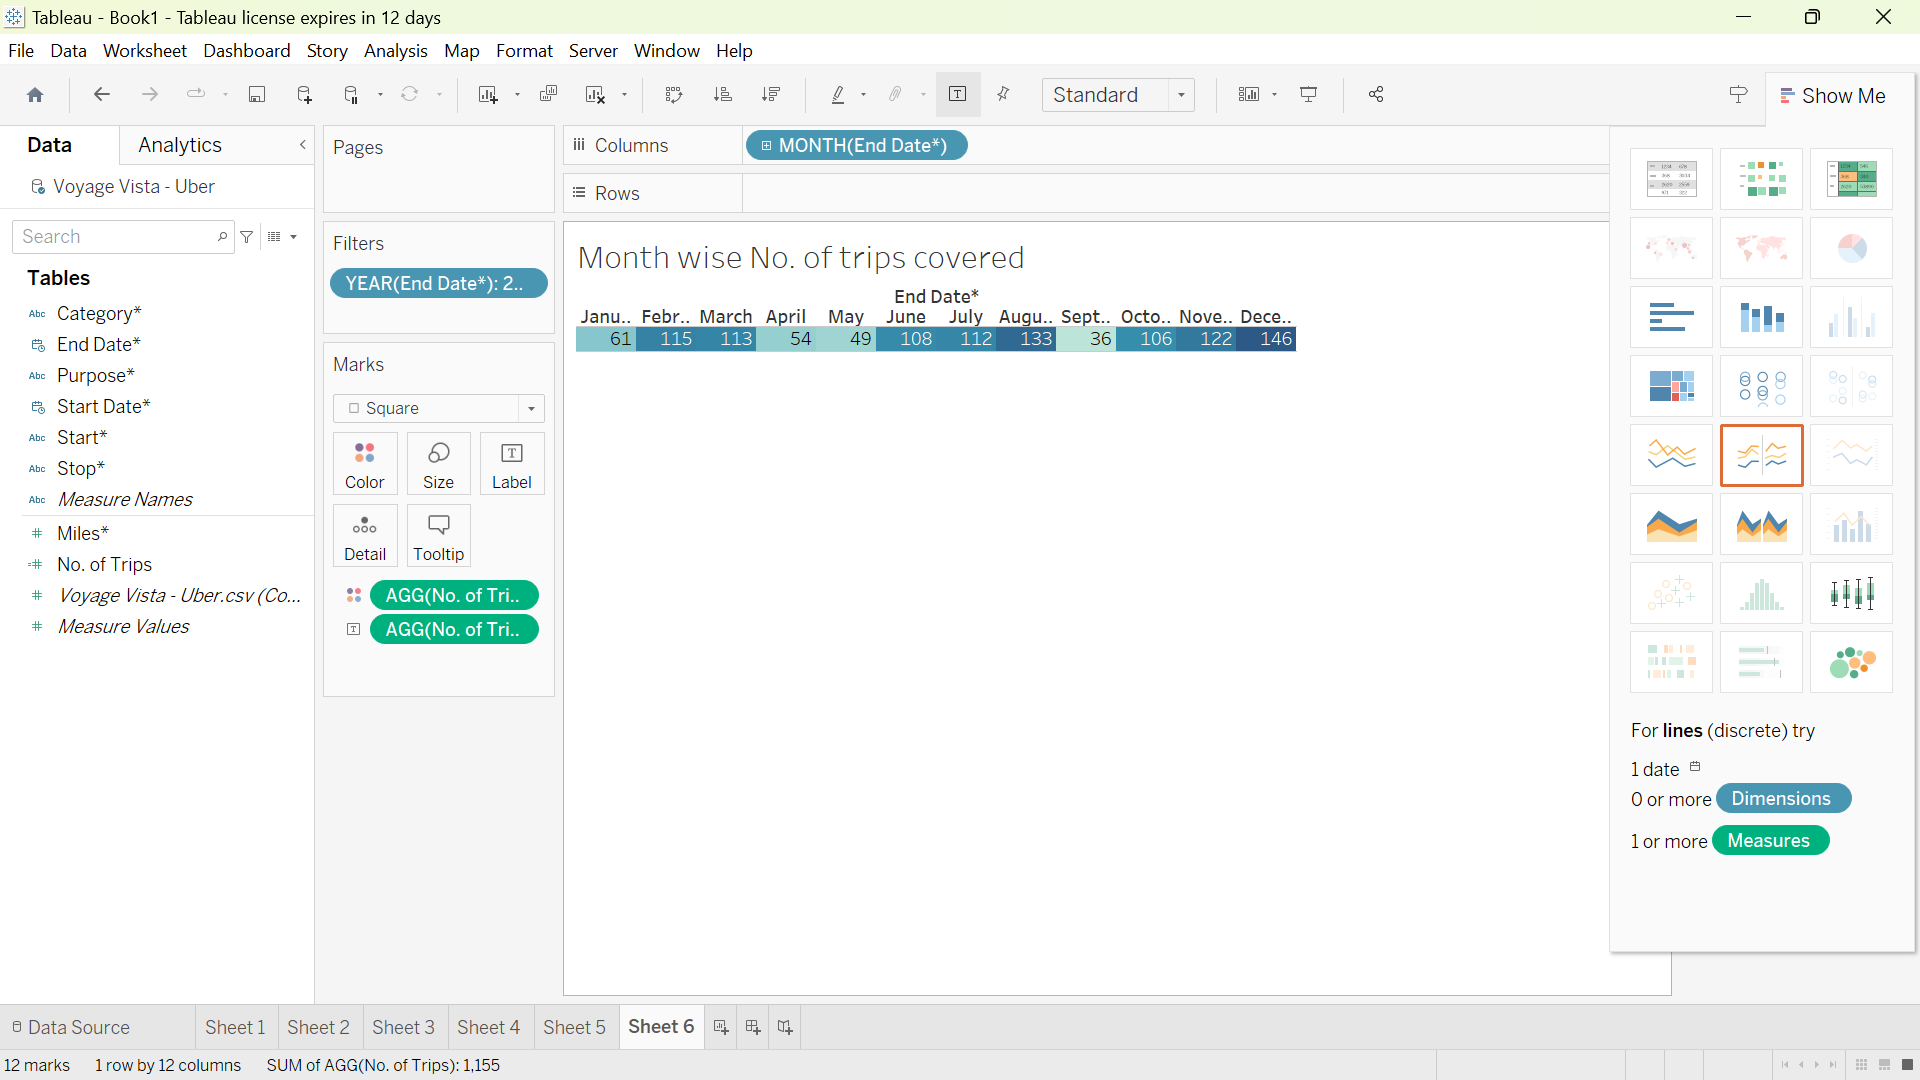 Tableau - Book1 - Tableau license expires in 12 days
File Data Worksheet Dashboard Story Analysis Map Format Server Window Help
Standard
Show Me
Data Analytics
Voyage Vista - Uber
Search
Tables
Abc Category*
End Date*
Abc Purpose*
Start Date*
Abc Start*
Abc Stop*
Abc Measure Names
Miles*
No. of Trips
Voyage Vista - Uber.csv (Co...
Measure Values
Pages
Filters
YEAR(End Date*): 2..
Marks
Square
Color Size Label
Detail Tooltip
AGG(No. of Tri..
AGG(No. of Tri..
Columns MONTH(End Date*)
Rows
Month wise No. of trips covered
End Date*
Janu.. Febr.. March April May June July Augu.. Sept.. Octo.. Nove.. Dece..
61 115 113 54 49 108 112 133 36 106 122 146
For lines (discrete) try
1 date
0 or more Dimensions
1 or more Measures
Data Source Sheet 1 Sheet 2 Sheet 3 Sheet 4 Sheet 5 Sheet 6
12 marks 1 row by 12 columns SUM of AGG(No. of Trips): 1,155